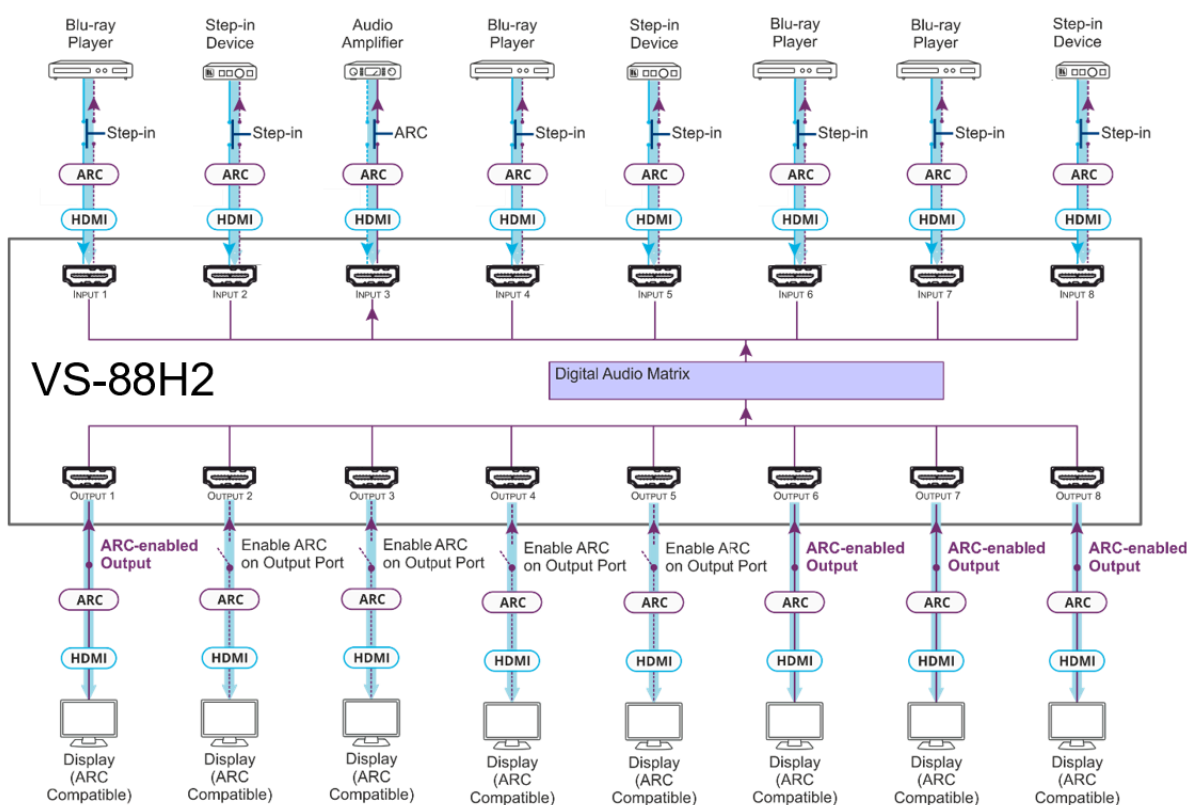 Blu-ray
Player
Step-in
Device
Audio
Amplifier
Blu-ray
Player
Step-in
Device
Blu-ray
Player
Blu-ray
Player
Step-in
Device
Step-in
Step-in
ARC
Step-in
Step-in
Step-in
Step-in
Step-in
ARC
ARC
ARC
ARC
ARC
ARC
ARC
ARC
HDMI
HDMI
HDMI
HDMI
HDMI
HDMI
HDMI
HDMI
INPUT 1
INPUT 2
INPUT 3
INPUT 4
INPUT 5
INPUT 6
INPUT 7
INPUT 8
VS-88H2
Digital Audio Matrix
OUTPUT 1
OUTPUT 2
OUTPUT 3
OUTPUT 4
OUTPUT 5
OUTPUT 6
OUTPUT 7
OUTPUT 8
ARC-enabled
Output
Enable ARC
on Output Port
Enable ARC
on Output Port
Enable ARC
on Output Port
Enable ARC
on Output Port
ARC-enabled
Output
ARC-enabled
Output
ARC-enabled
Output
ARC
ARC
ARC
ARC
ARC
ARC
ARC
ARC
HDMI
HDMI
HDMI
HDMI
HDMI
HDMI
HDMI
HDMI
Display
(ARC
Compatible)
Display
(ARC
Compatible)
Display
(ARC
Compatible)
Display
(ARC
Compatible)
Display
(ARC
Compatible)
Display
(ARC
Compatible)
Display
(ARC
Compatible)
Display
(ARC
Compatible)